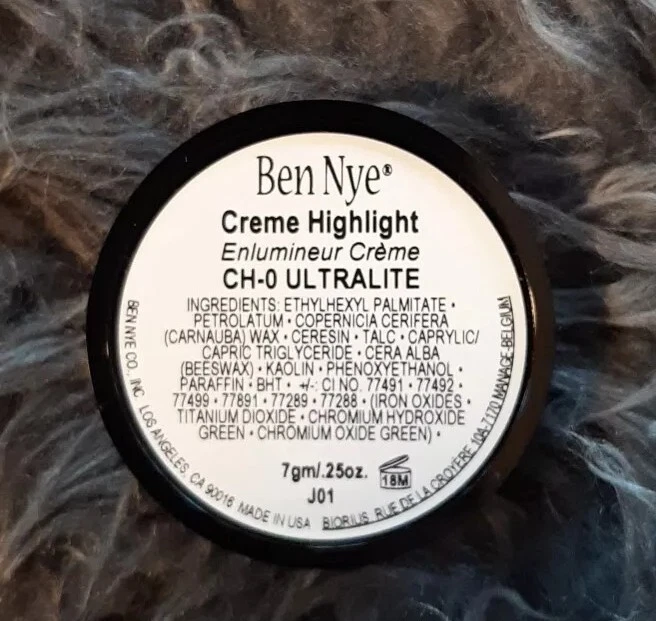 Ben Nye®
Creme Highlight
Enlumineur Crème
CH-0 ULTRALITE
INGREDIENTS: ETHYLHEXYL PALMITATE •
PETROLATUM • COPERNICIA CERIFERA
(CARNAUBA) WAX • CERESIN • TALC • CAPRYLIC/
CAPRIC TRIGLYCERIDE • CERA ALBA
(BEESWAX) • KAOLIN • PHENOXYETHANOL •
PARAFFIN • BHT • +/-: CI NO. 77491 • 77492 •
77499 • 77891 • 77289 • 77288 • (IRON OXIDES •
TITANIUM DIOXIDE • CHROMIUM HYDROXIDE
GREEN • CHROMIUM OXIDE GREEN) •
7gm/.25oz.
18M
J01
BEN NYE CO., INC. LOS ANGELES, CA 90016 MADE IN USA
BIORIUS RUE DE LA CROYÈRE 7170 MANAGE-BELGIUM